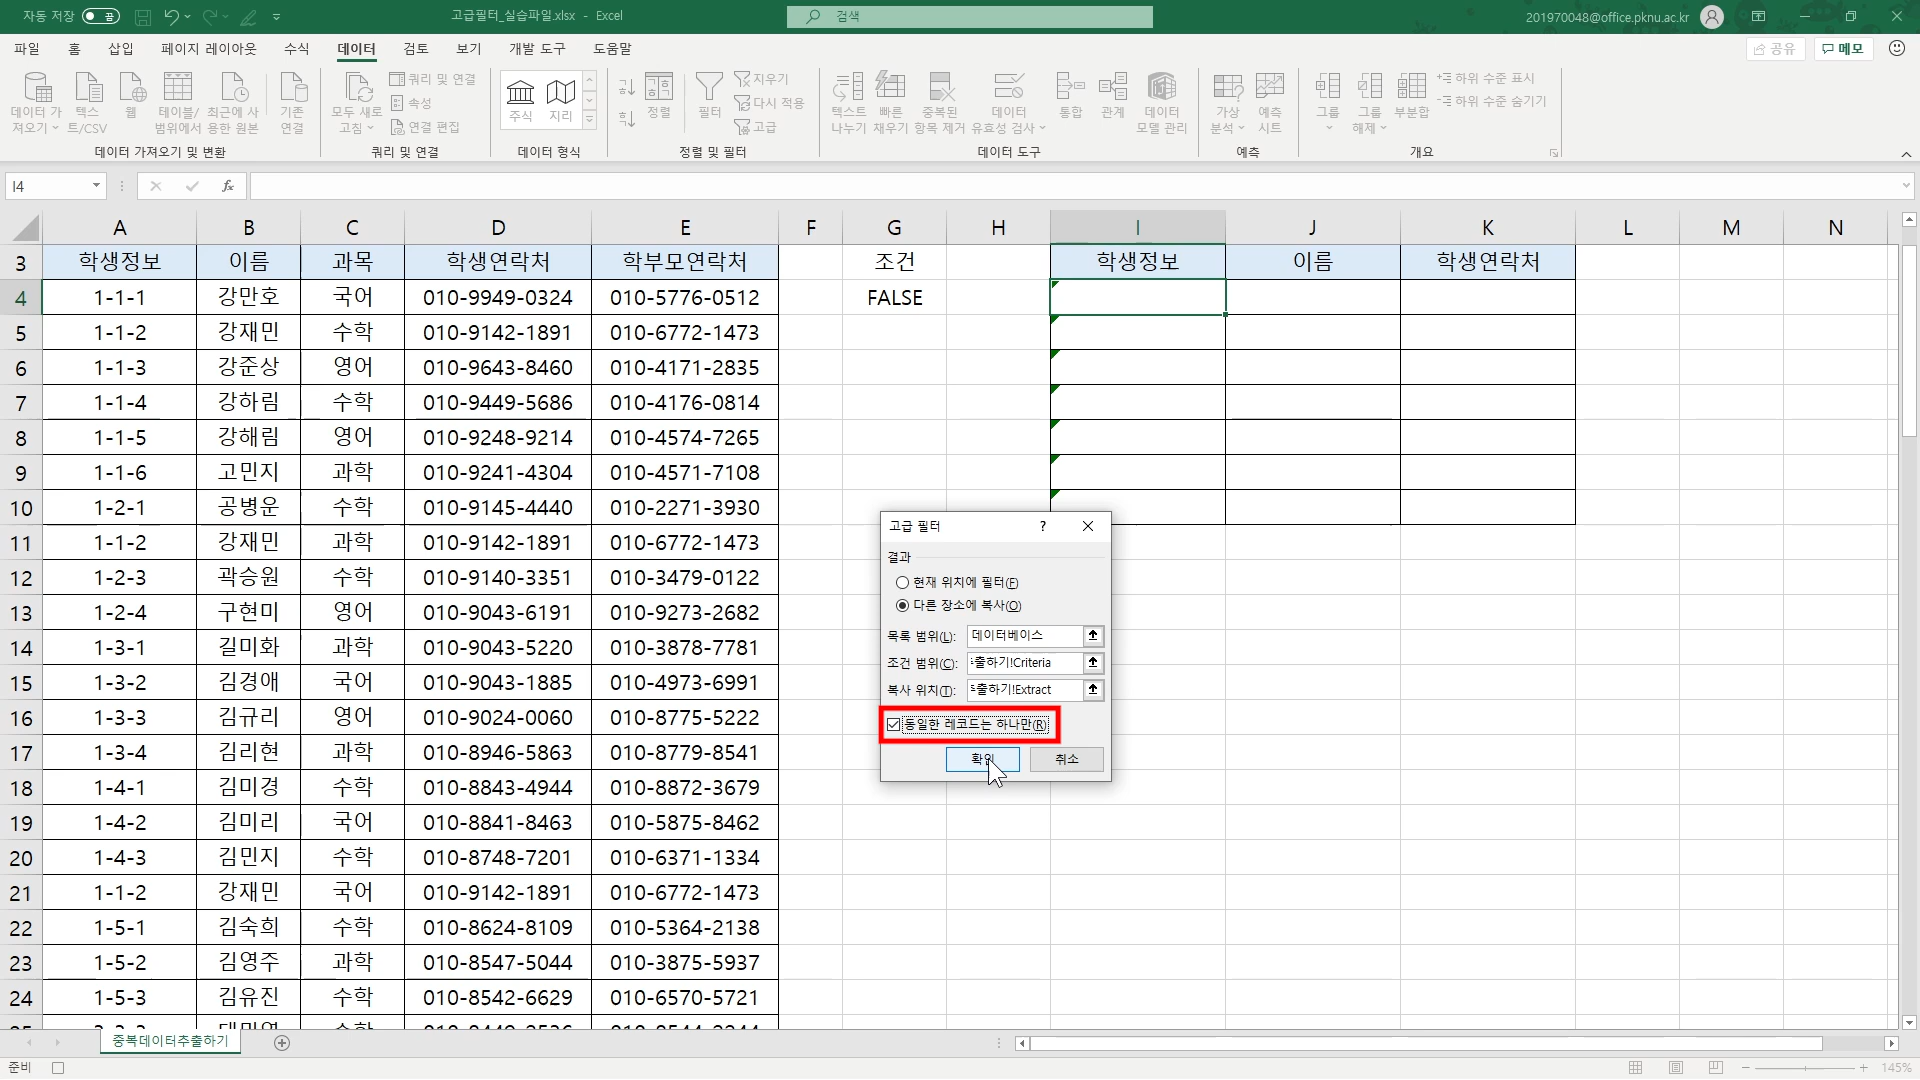 자동 저장 끔 고급필터_실습파일.xlsx - Excel 검색 201970048@office.pknu.ac.kr
파일 홈 삽입 페이지 레이아웃 수식 데이터 검토 보기 개발 도구 도움말 공유 메모
데이터 가져오기 텍스트/CSV 웹 테이블/범위에서 최근에 사용한 원본 기존 연결
데이터 가져오기 및 변환
모두 새로 고침 쿼리 및 연결 속성 연결 편집
쿼리 및 연결
주식 지리
데이터 형식
정렬 필터 지우기 다시 적용 고급
정렬 및 필터
텍스트 나누기 빠른 채우기 중복된 항목 제거 데이터 유효성 검사 통합 관계 데이터 모델 관리
데이터 도구
가상 분석 예측 시트
예측
그룹 그룹 해제 부분합 하위 수준 표시 하위 수준 숨기기
개요
I4 fx
A B C D E F G H I J K L M N
3 학생정보 이름 과목 학생연락처 학부모연락처 조건 학생정보 이름 학생연락처
4 1-1-1 강만호 국어 010-9949-0324 010-5776-0512 FALSE
5 1-1-2 강재민 수학 010-9142-1891 010-6772-1473
6 1-1-3 강준상 영어 010-9643-8460 010-4171-2835
7 1-1-4 강하림 수학 010-9449-5686 010-4176-0814
8 1-1-5 강해림 영어 010-9248-9214 010-4574-7265
9 1-1-6 고민지 과학 010-9241-4304 010-4571-7108
10 1-2-1 공병운 수학 010-9145-4440 010-2271-3930
11 1-1-2 강재민 과학 010-9142-1891 010-6772-1473
12 1-2-3 곽승원 수학 010-9140-3351 010-3479-0122
13 1-2-4 구현미 영어 010-9043-6191 010-9273-2682
14 1-3-1 길미화 과학 010-9043-5220 010-3878-7781
15 1-3-2 김경애 국어 010-9043-1885 010-4973-6991
16 1-3-3 김규리 영어 010-9024-0060 010-8775-5222
17 1-3-4 김리현 과학 010-8946-5863 010-8779-8541
18 1-4-1 김미경 수학 010-8843-4944 010-8872-3679
19 1-4-2 김미리 국어 010-8841-8463 010-5875-8462
20 1-4-3 김민지 수학 010-8748-7201 010-6371-1334
21 1-1-2 강재민 국어 010-9142-1891 010-6772-1473
22 1-5-1 김숙희 수학 010-8624-8109 010-5364-2138
23 1-5-2 김영주 과학 010-8547-5044 010-3875-5937
24 1-5-3 김유진 수학 010-8542-6629 010-6570-5721
고급 필터 ?
결과
현재 위치에 필터(F)
다른 장소에 복사(O)
목록 범위(L): 데이터베이스
조건 범위(C): 출하기!Criteria
복사 위치(T): 출하기!Extract
동일한 레코드는 하나만(R)
확인 취소
중복데이터추출하기
준비 145%